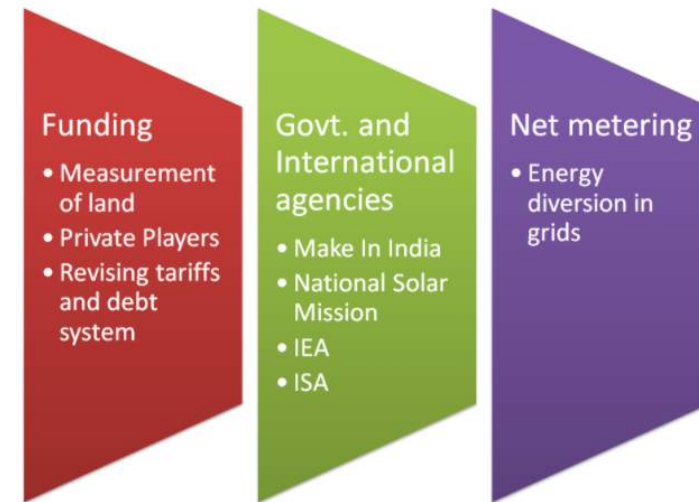 Funding
• Measurement
of land
• Private Players
• Revising tariffs
and debt
system
Govt. and
International
agencies
• Make In India
• National Solar
Mission
• IEA
• ISA
Net metering
• Energy
diversion in
grids